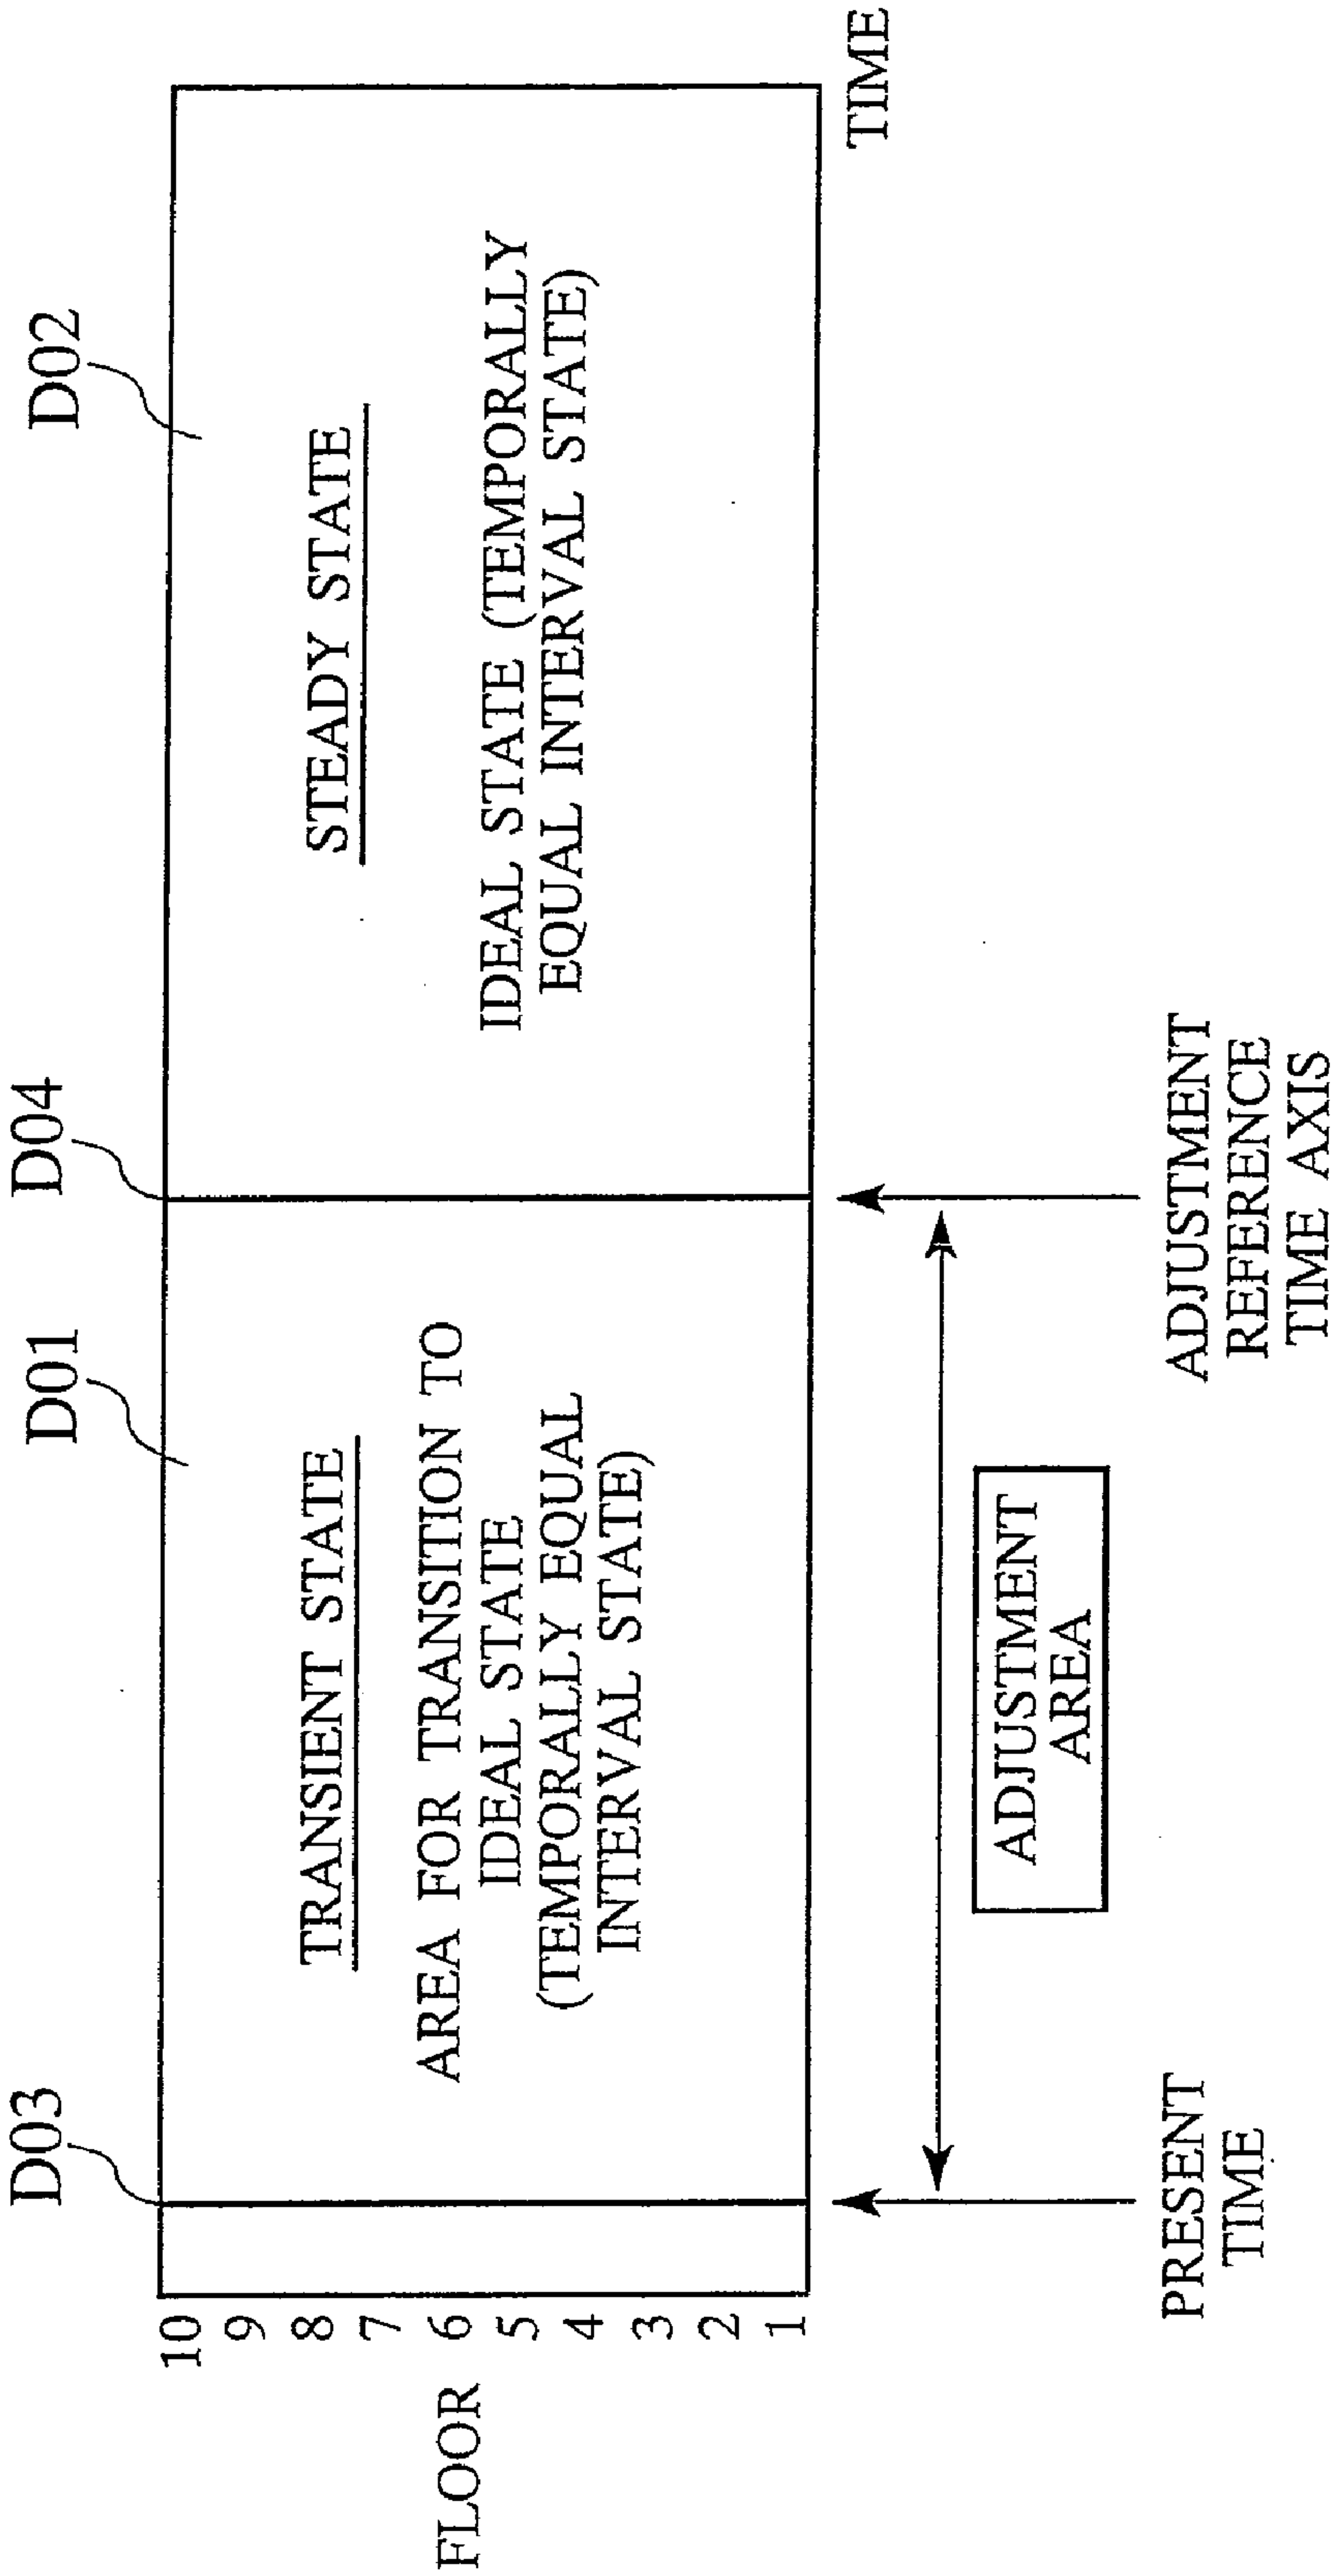 D03
D01
D04
D02
FLOOR
10
9
8
7
6
5
4
3
2
1
TRANSIENT STATE
AREA FOR TRANSITION TO
IDEAL STATE
(TEMPORALLY EQUAL
INTERVAL STATE)
STEADY STATE
IDEAL STATE (TEMPORALLY
EQUAL INTERVAL STATE)
TIME
ADJUSTMENT
AREA
PRESENT
TIME
ADJUSTMENT
REFERENCE
TIME AXIS